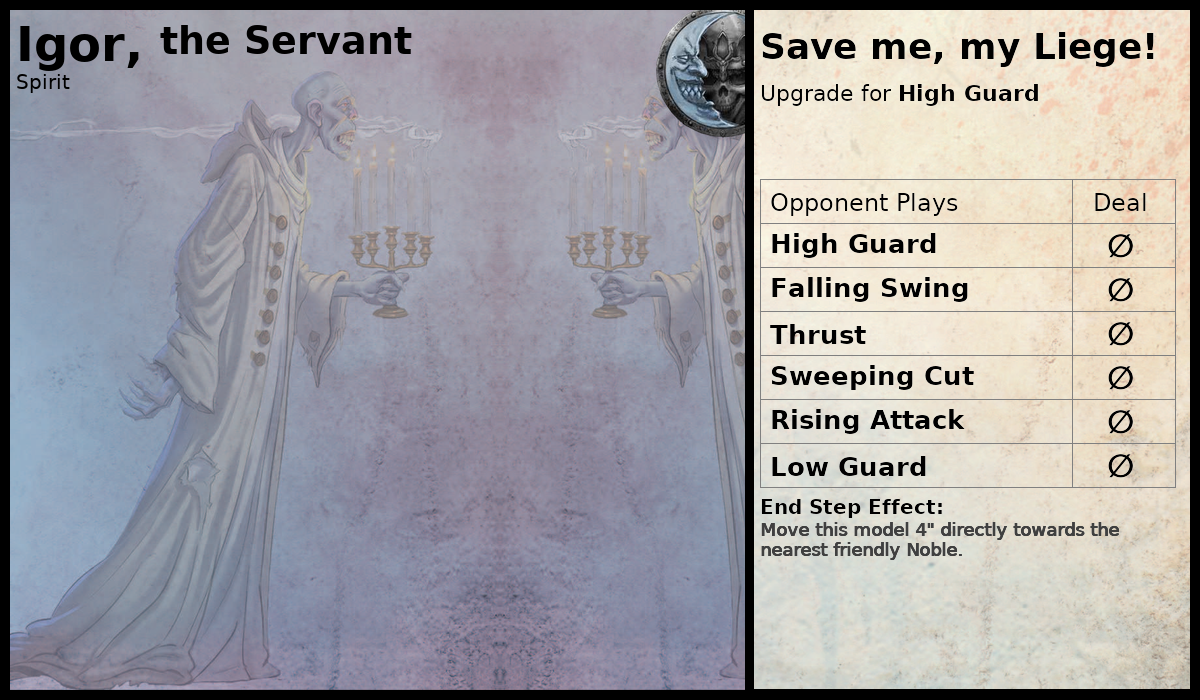 Igor, the Servant
Spirit
Save me, my Liege!
Upgrade for High Guard
Opponent Plays Deal
High Guard ∅
Falling Swing ∅
Thrust ∅
Sweeping Cut ∅
Rising Attack ∅
Low Guard ∅
End Step Effect:
Move this model 4" directly towards the
nearest friendly Noble.